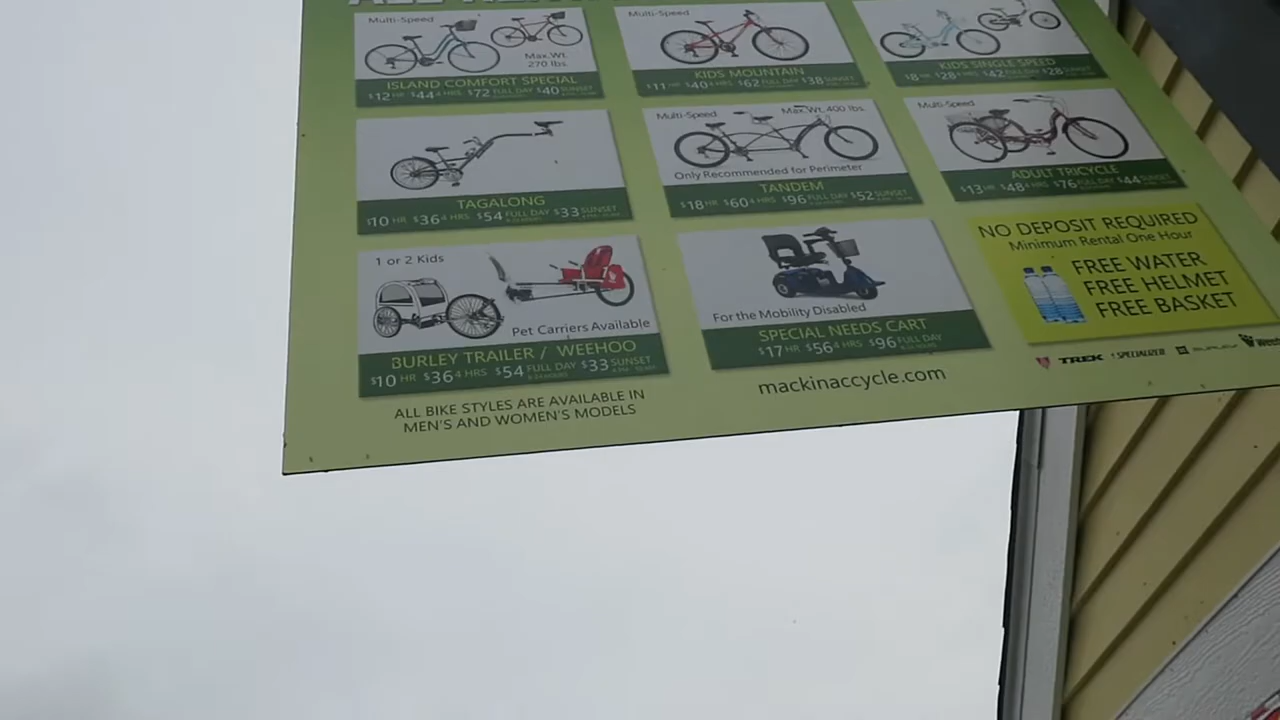 Multi-Speed
Max. Wt.
270 lbs.
ISLAND COMFORT SPECIAL
$12 HR $44 4 HRS $72 FULL DAY $40 SUNSET
Multi-Speed
KIDS MOUNTAIN
$11 HR $40 4 HRS $62 FULL DAY $38 SUNSET
KIDS SINGLE SPEED
$8 HR $28 4 HRS $42 FULL DAY $28 SUNSET
TAGALONG
$10 HR $36 4 HRS $54 FULL DAY $33 SUNSET
Multi-Speed
Max. Wt. 400 lbs.
Only Recommended for Perimeter
TANDEM
$18 HR $60 4 HRS $96 FULL DAY $52 SUNSET
Multi-Speed
ADULT TRICYCLE
$13 HR $48 4 HRS $76 FULL DAY $44 SUNSET
1 or 2 Kids
Pet Carriers Available
BURLEY TRAILER / WEEHOO
$10 HR $36 4 HRS $54 FULL DAY $33 SUNSET
For the Mobility Disabled
SPECIAL NEEDS CART
$17 HR $56 4 HRS $96 FULL DAY
NO DEPOSIT REQUIRED
Minimum Rental One Hour
FREE WATER
FREE HELMET
FREE BASKET
TREK SPECIALIZED BURLEY
ALL BIKE STYLES ARE AVAILABLE IN
MEN'S AND WOMEN'S MODELS
mackinaccycle.com